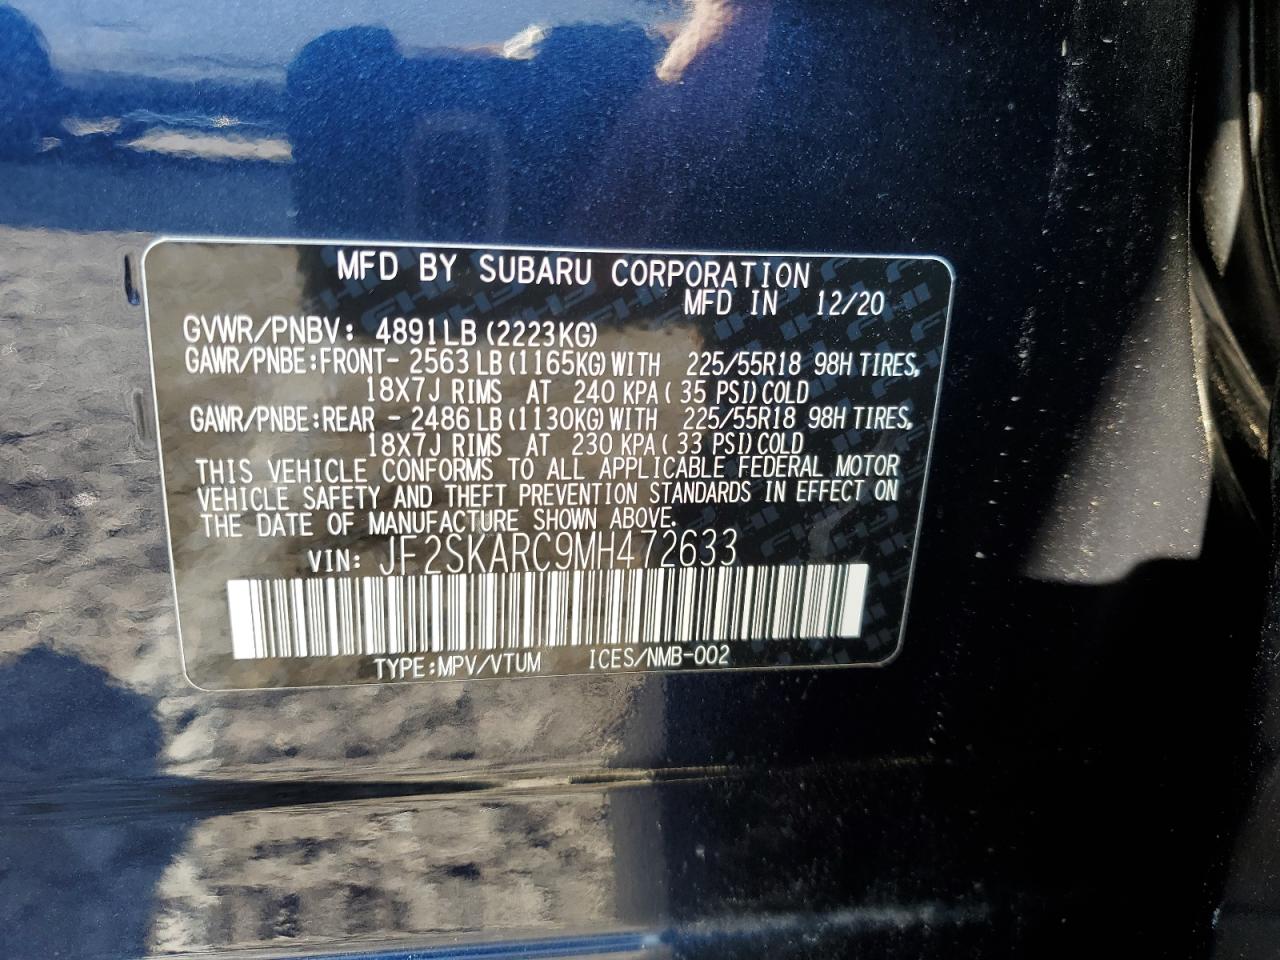 MFD BY SUBARU CORPORATION
MFD IN 12/20
GVWR/PNBV: 4891LB (2223KG)
GAWR/PNBE:FRONT- 2563 LB (1165KG) WITH 225/55R18 98H TIRES,
18X7J RIMS AT 240 KPA ( 35 PSI) COLD
GAWR/PNBE:REAR - 2486 LB (1130KG) WITH 225/55R18 98H TIRES,
18X7J RIMS AT 230 KPA ( 33 PSI) COLD
THIS VEHICLE CONFORMS TO ALL APPLICABLE FEDERAL MOTOR
VEHICLE SAFETY AND THEFT PREVENTION STANDARDS IN EFFECT ON
THE DATE OF MANUFACTURE SHOWN ABOVE.
VIN: JF2SKARC9MH472633
TYPE:MPV/VTUM ICES/NMB-002